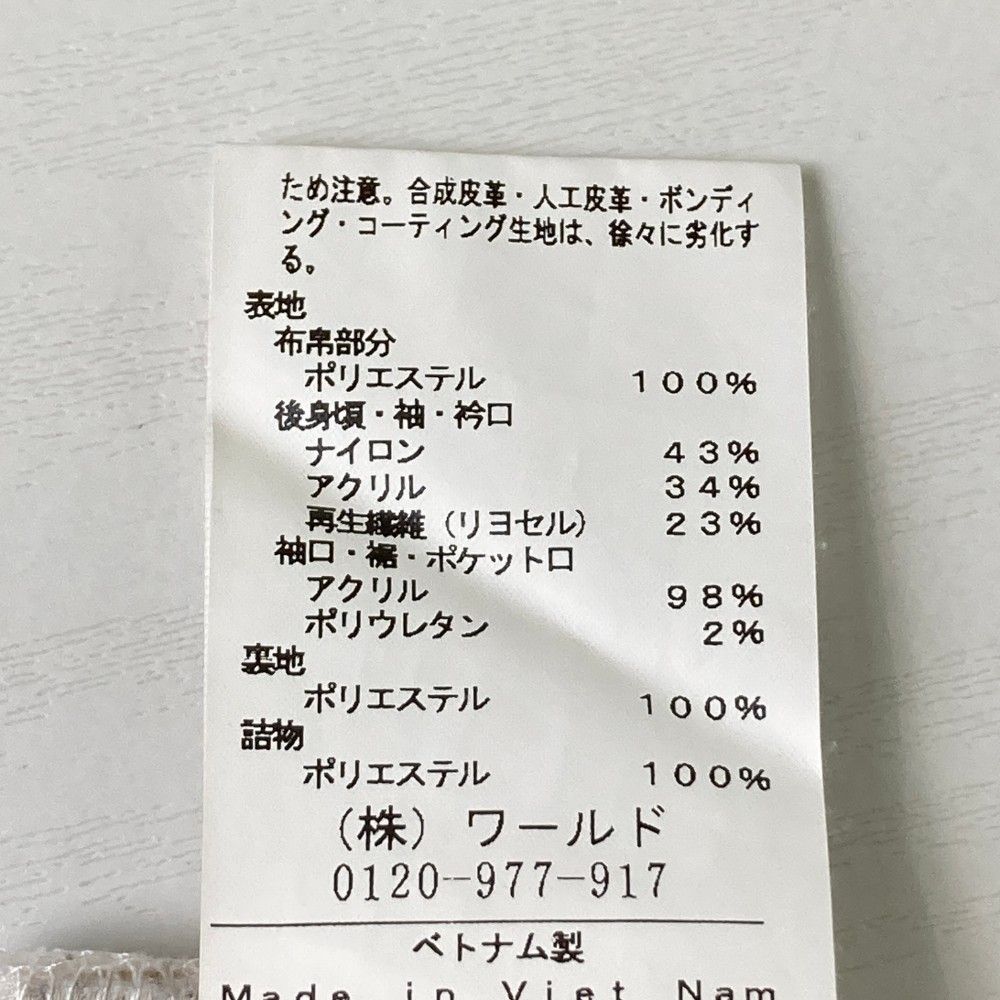 ため注意。合成皮革・人工皮革・ボンディ
ング・コーティング生地は、徐々に劣化す
る。
表地
布帛部分
ポリエステル 100%
後身頃・袖・衿口
ナイロン 43%
アクリル 34%
再生繊維(リヨセル) 23%
袖口・裾・ポケット口
アクリル 98%
ポリウレタン 2%
裏地
ポリエステル 100%
詰物
ポリエステル 100%
(株)ワールド
0120-977-917
ベトナム製
Made in Viet Nam